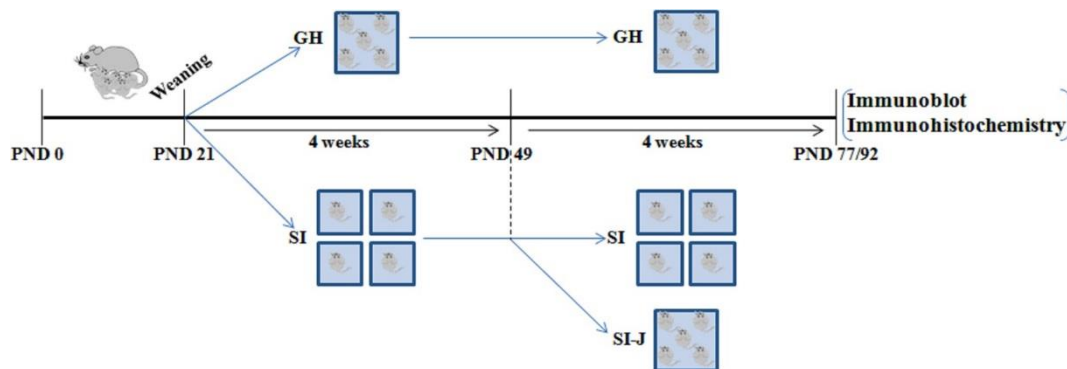 GH
GH
Weaning
Immunoblot
Immunohistochemistry
PND 0
PND 21
4 weeks
PND 49
4 weeks
PND 77/92
SI
SI
SI-J